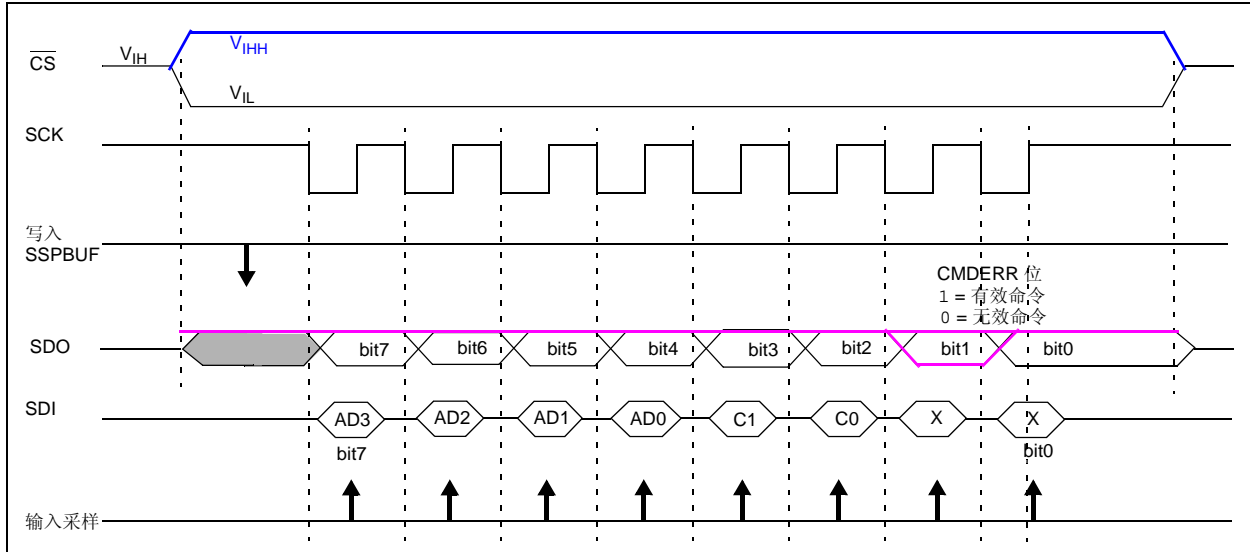 CS
VIH
VIHH
VIL
SCK
写入
SSPBUF
CMDERR 位
1 = 有效命令
0 = 无效命令
SDO
bit7 bit6 bit5 bit4 bit3 bit2 bit1 bit0
SDI
AD3 AD2 AD1 AD0 C1 C0 X X
bit7 bit0
输入采样